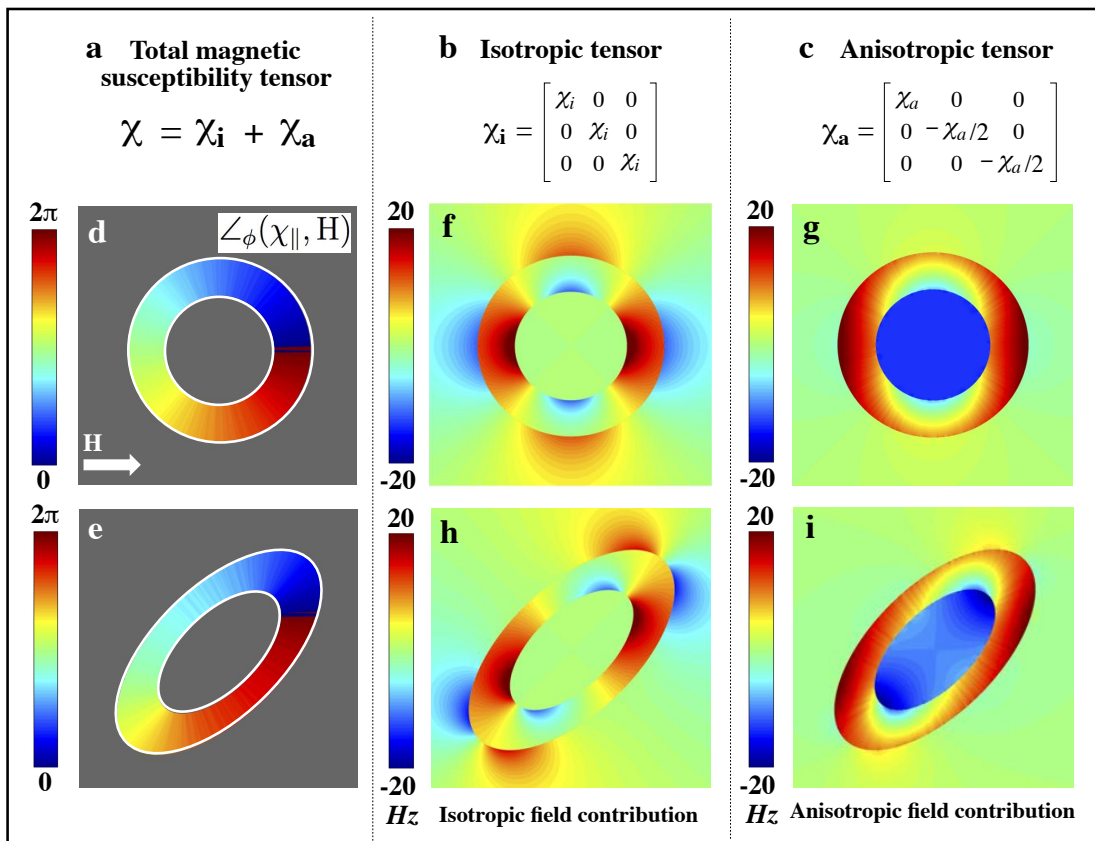 a Total magnetic
susceptibility tensor
χ = χi + χa
b Isotropic tensor
χi = [ χi 0 0
0 χi 0
0 0 χi ]
c Anisotropic tensor
χa = [ χa 0 0
0 −χa/2 0
0 0 −χa/2 ]
2π
d
∠ϕ(χ∥, H)
H
0
20
f
-20
20
g
-20
2π
e
0
20
h
-20
20
i
-20
Hz Isotropic field contribution
Hz Anisotropic field contribution